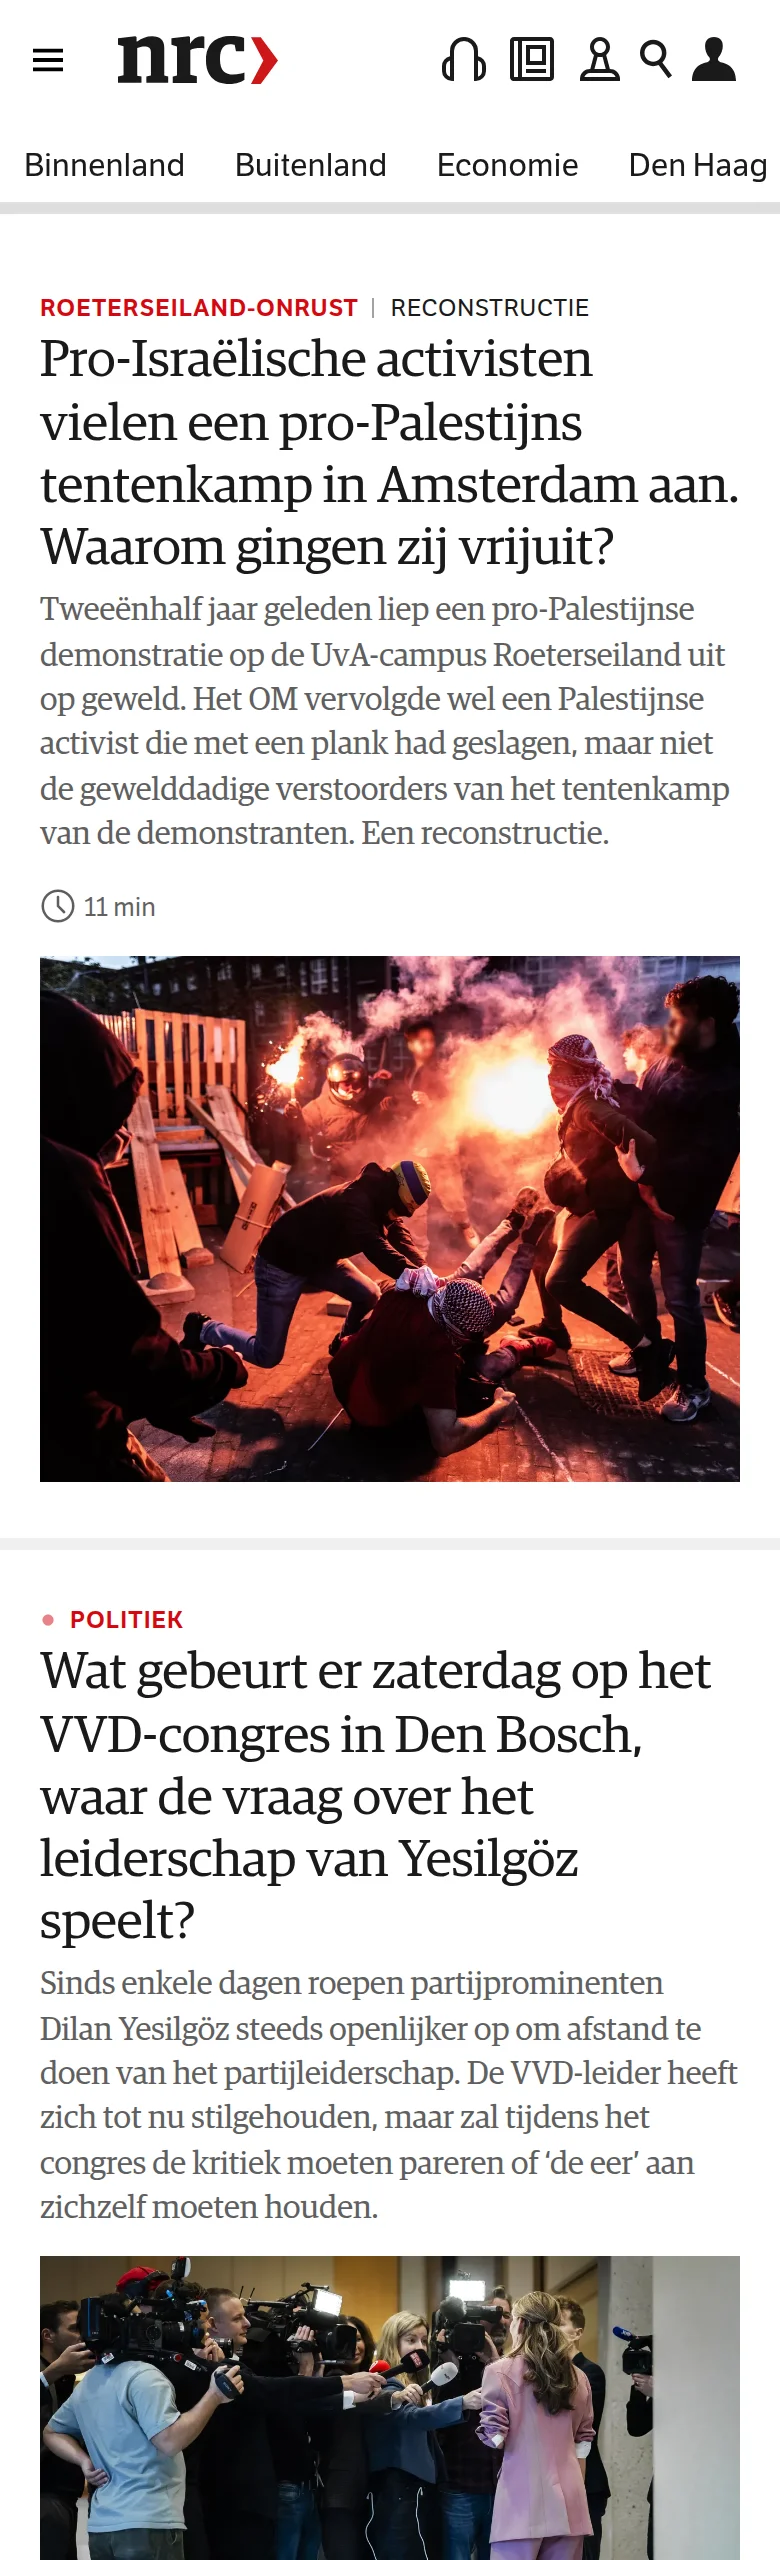 nrc
Binnenland Buitenland Economie Den Haag
ROETERSEILAND-ONRUST | RECONSTRUCTIE
Pro-Israëlische activisten
vielen een pro-Palestijns
tentenkamp in Amsterdam aan.
Waarom gingen zij vrijuit?
Tweeënhalf jaar geleden liep een pro-Palestijnse
demonstratie op de UvA-campus Roeterseiland uit
op geweld. Het OM vervolgde wel een Palestijnse
activist die met een plank had geslagen, maar niet
de gewelddadige verstoorders van het tentenkamp
van de demonstranten. Een reconstructie.
11 min
POLITIEK
Wat gebeurt er zaterdag op het
VVD-congres in Den Bosch,
waar de vraag over het
leiderschap van Yesilgöz
speelt?
Sinds enkele dagen roepen partijprominenten
Dilan Yesilgöz steeds openlijker op om afstand te
doen van het partijleiderschap. De VVD-leider heeft
zich tot nu stilgehouden, maar zal tijdens het
congres de kritiek moeten pareren of ‘de eer’ aan
zichzelf moeten houden.